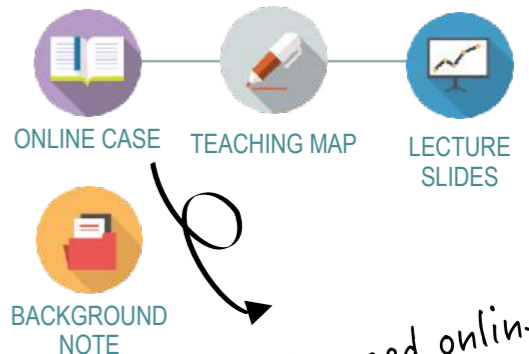 ONLINE CASE
TEACHING MAP
LECTURE
SLIDES
BACKGROUND
NOTE